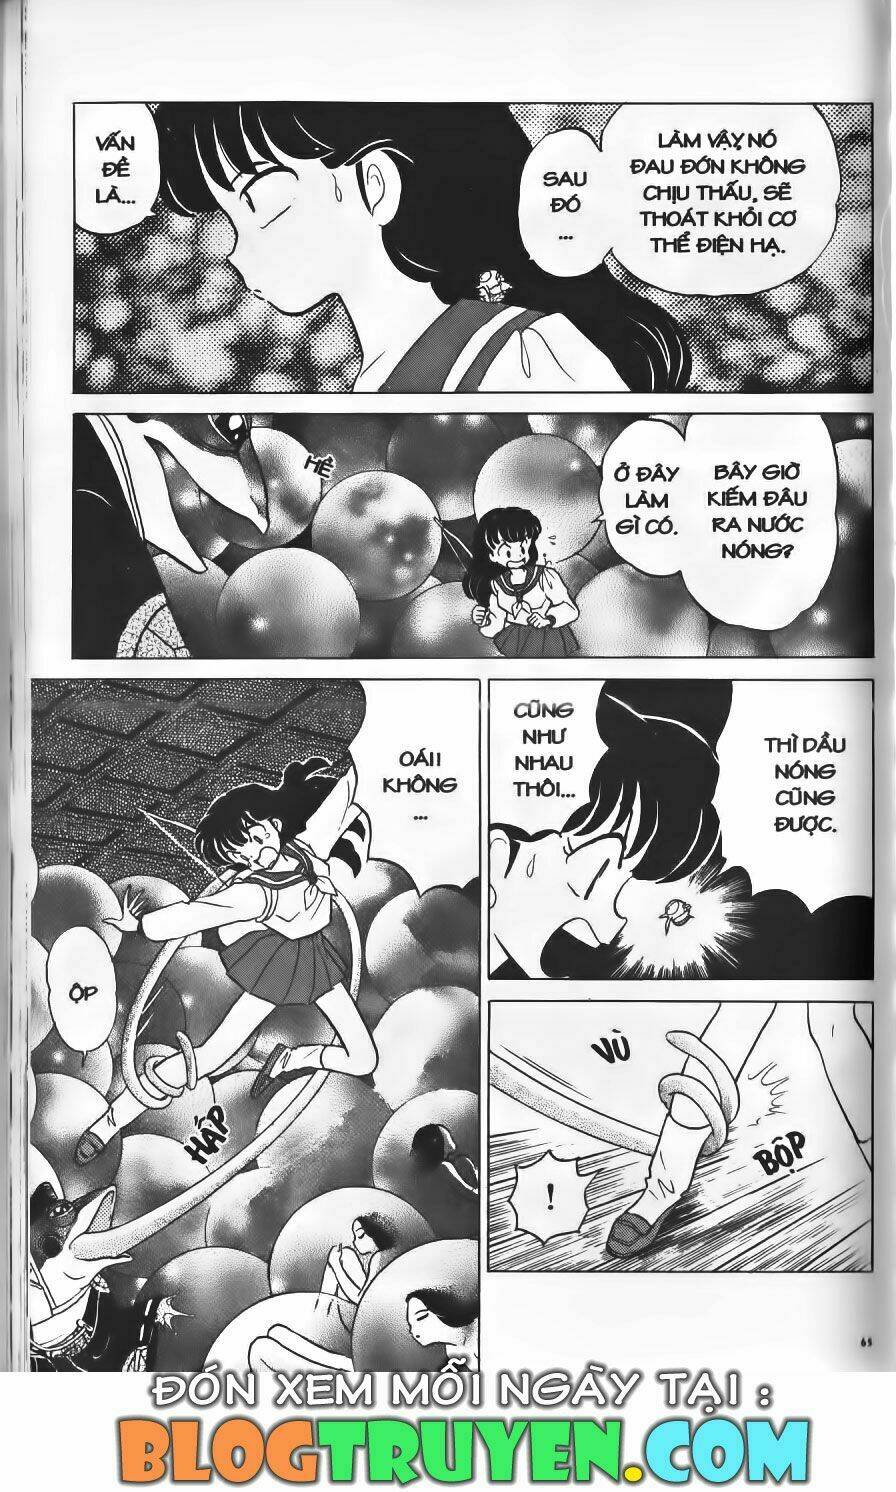 LÀM VẬY, NÓ
ĐAU ĐỚN KHÔNG
CHỊU THẤU, SẼ
THOÁT KHỎI CƠ
THỂ ĐIỆN HẠ.
SAU
ĐÓ
...
VẤN
ĐỀ
LÀ...
BÂY GIỜ
KIẾM ĐÂU
RA NƯỚC
NÓNG?
Ở ĐÂY
LÀM
GÌ CÓ.
HÈ
THÌ DẦU
NÓNG
CŨNG
ĐƯỢC.
CŨNG
NHƯ
NHAU
THÔI...
VÙ
BỘP
!
OÁI!
KHÔNG
...
ỘP
HẤP
65
ĐÓN XEM MỖI NGÀY TẠI :
BLOGTRUYEN.COM